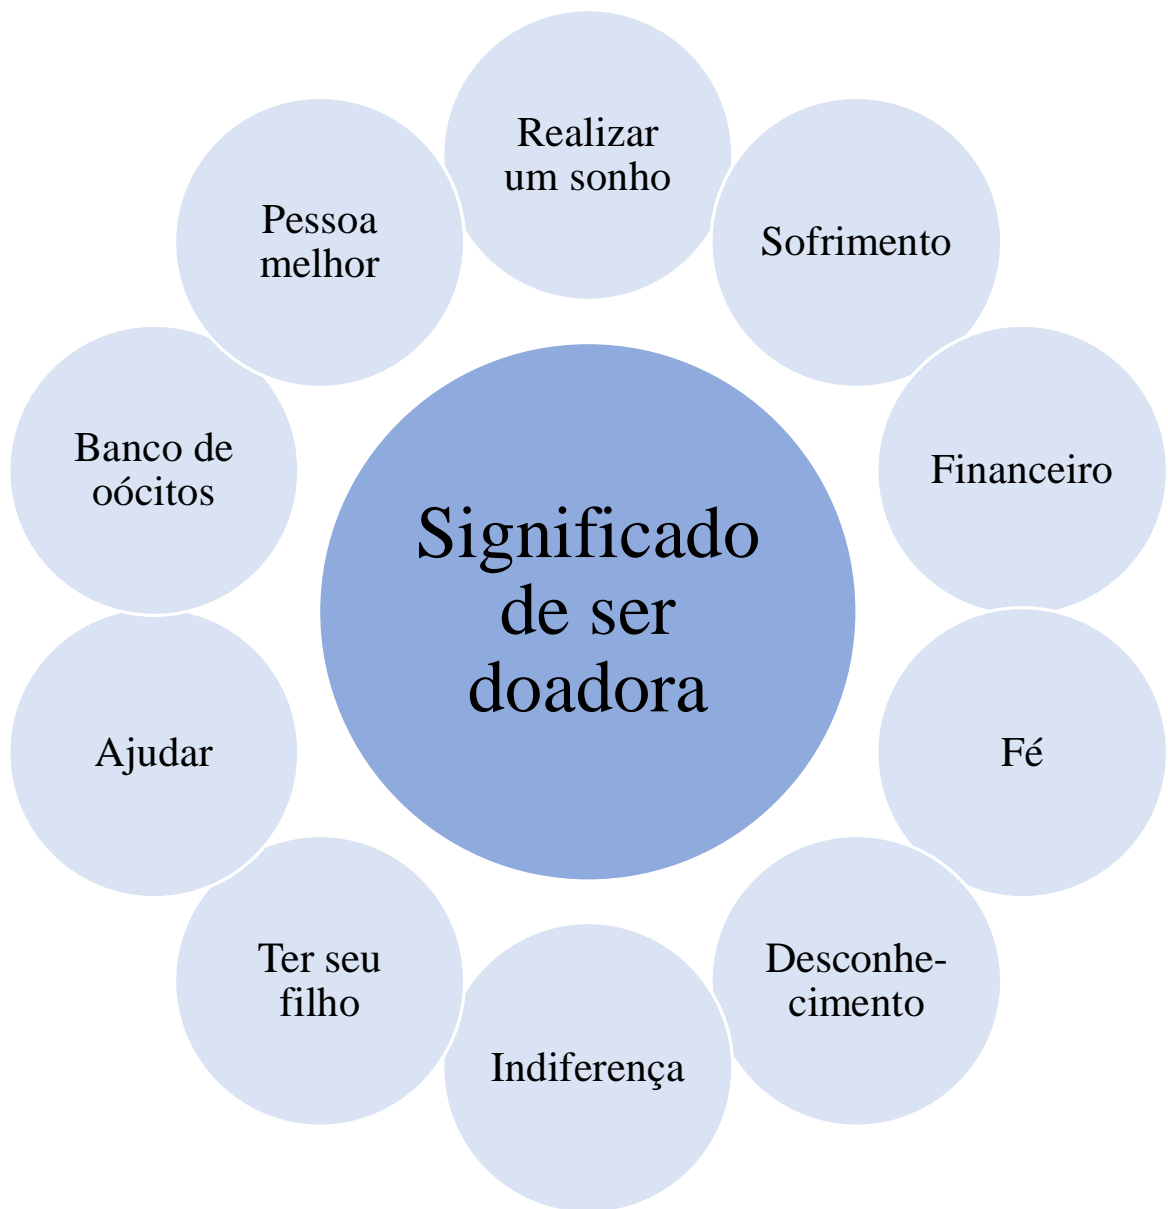 Realizar
um sonho
Sofrimento
Financeiro
Fé
Desconhe-
cimento
Indiferença
Ter seu
filho
Ajudar
Banco de
oócitos
Pessoa
melhor
Significado
de ser
doadora